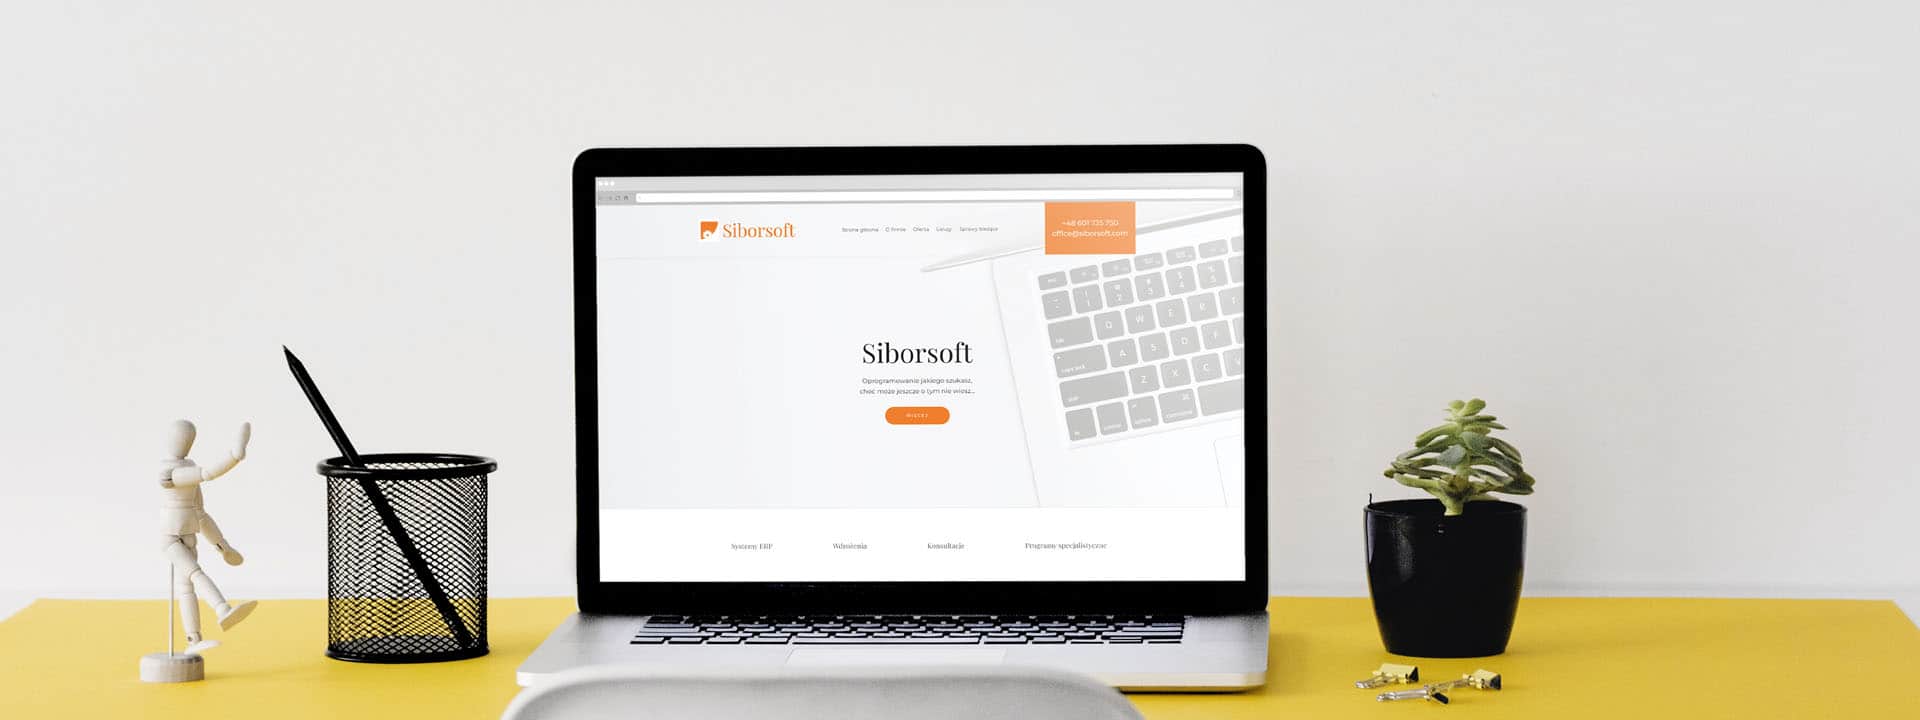 Siborsoft
Strona główna O firmie Oferta Usługi Sprawy bieżące
+48 601 735 750
office@siborsoft.com
Siborsoft
Oprogramowanie jakiego szukasz,
choć może jeszcze o tym nie wiesz...
WIĘCEJ
Systemy ERP Wdrożenia Konsultacje Programy specjalistyczne